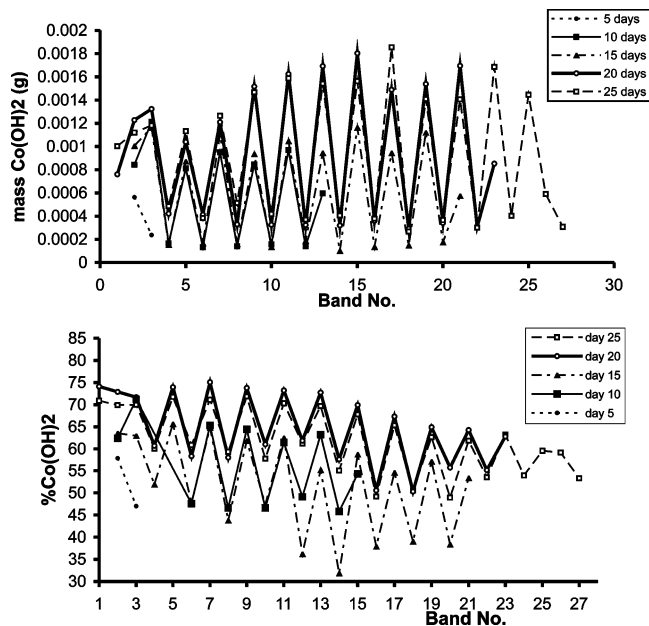 mass Co(OH)2 (g)
0.002
0.0018
0.0016
0.0014
0.0012
0.001
0.0008
0.0006
0.0004
0.0002
0
0 5 10 15 20 25 30
Band No.
5 days
10 days
15 days
20 days
25 days
%Co(OH)2
85
80
75
70
65
60
55
50
45
40
35
30
1 3 5 7 9 11 13 15 17 19 21 23 25 27
Band No.
day 25
day 20
day 15
day 10
day 5